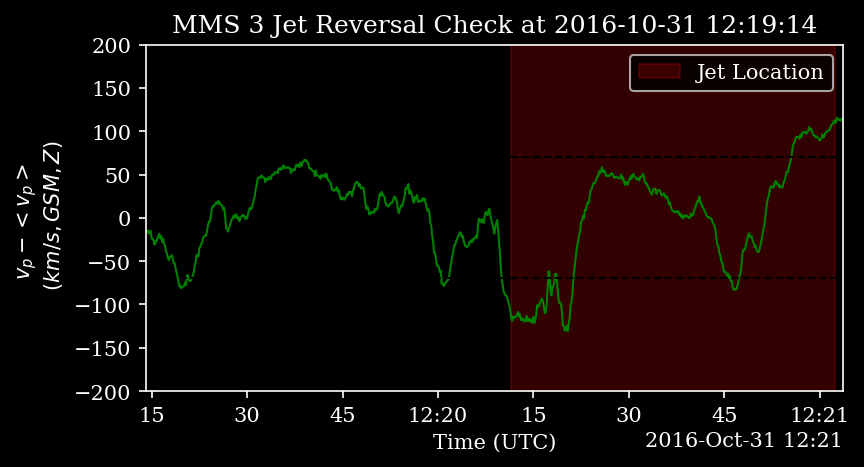 MMS 3 Jet Reversal Check at 2016-10-31 12:19:14
Jet Location
200
150
100
50
0
−50
−100
−150
−200
v_p − <v_p>
(km/s, GSM, Z)
15 30 45 12:20 15 30 45 12:21
Time (UTC)
2016-Oct-31 12:21